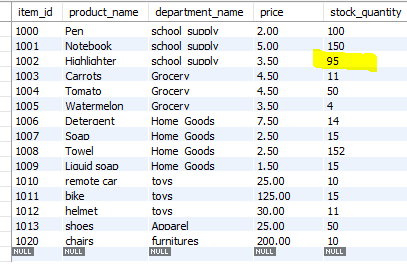 item_id product_name department_name price stock_quantity
1000 Pen school supply 2.00 100
1001 Notebook school supply 5.00 150
1002 Highlighter school supply 3.50 95
1003 Carrots Grocery 4.50 11
1004 Tomato Grocery 4.50 50
1005 Watermelon Grocery 3.50 4
1006 Detergent Home Goods 7.50 14
1007 Soap Home Goods 2.50 15
1008 Towel Home Goods 2.50 152
1009 Liquid soap Home Goods 1.50 15
1010 remote car toys 25.00 10
1011 bike toys 125.00 15
1012 helmet toys 30.00 11
1013 shoes Apparel 25.00 50
1020 chairs furnitures 200.00 10
NULL NULL NULL NULL NULL